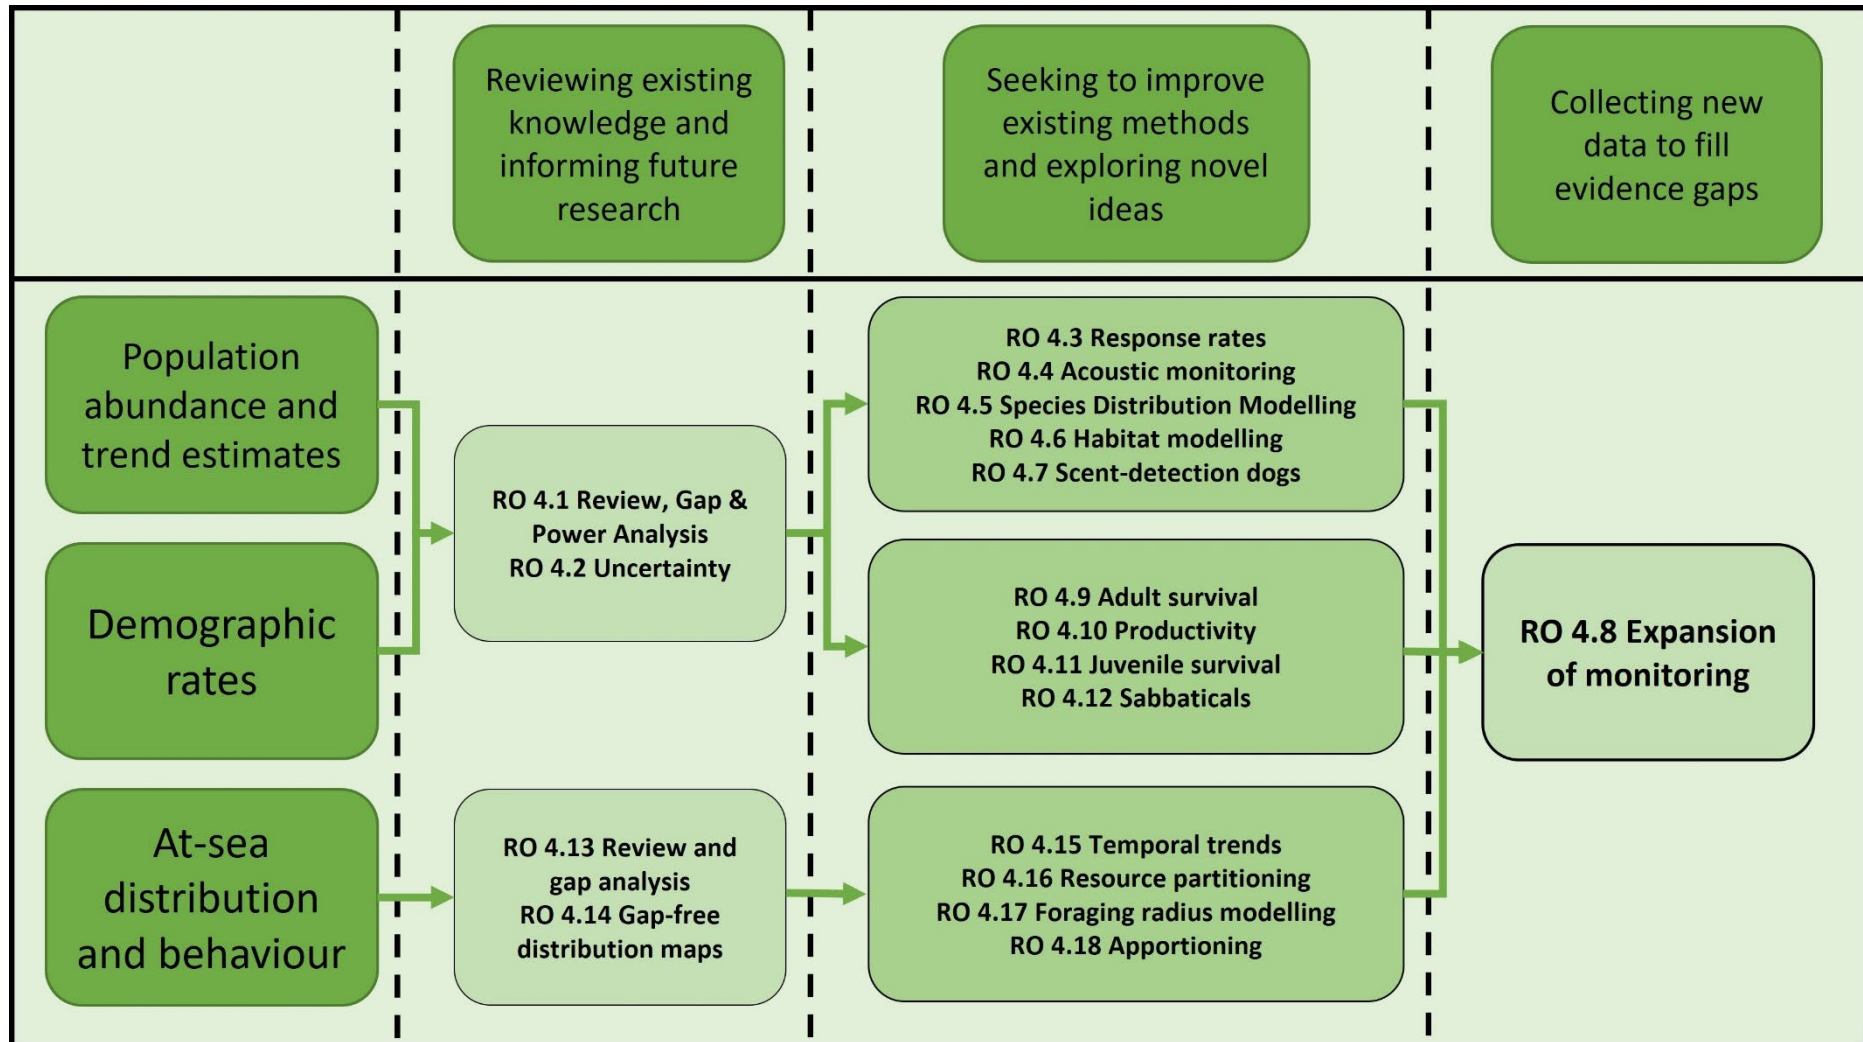 Reviewing existing
knowledge and
informing future
research
Seeking to improve
existing methods
and exploring novel
ideas
Collecting new
data to fill
evidence gaps
Population
abundance and
trend estimates
Demographic
rates
At-sea
distribution
and behaviour
RO 4.1 Review, Gap &
Power Analysis
RO 4.2 Uncertainty
RO 4.13 Review and
gap analysis
RO 4.14 Gap-free
distribution maps
RO 4.3 Response rates
RO 4.4 Acoustic monitoring
RO 4.5 Species Distribution Modelling
RO 4.6 Habitat modelling
RO 4.7 Scent-detection dogs
RO 4.9 Adult survival
RO 4.10 Productivity
RO 4.11 Juvenile survival
RO 4.12 Sabbaticals
RO 4.15 Temporal trends
RO 4.16 Resource partitioning
RO 4.17 Foraging radius modelling
RO 4.18 Apportioning
RO 4.8 Expansion
of monitoring